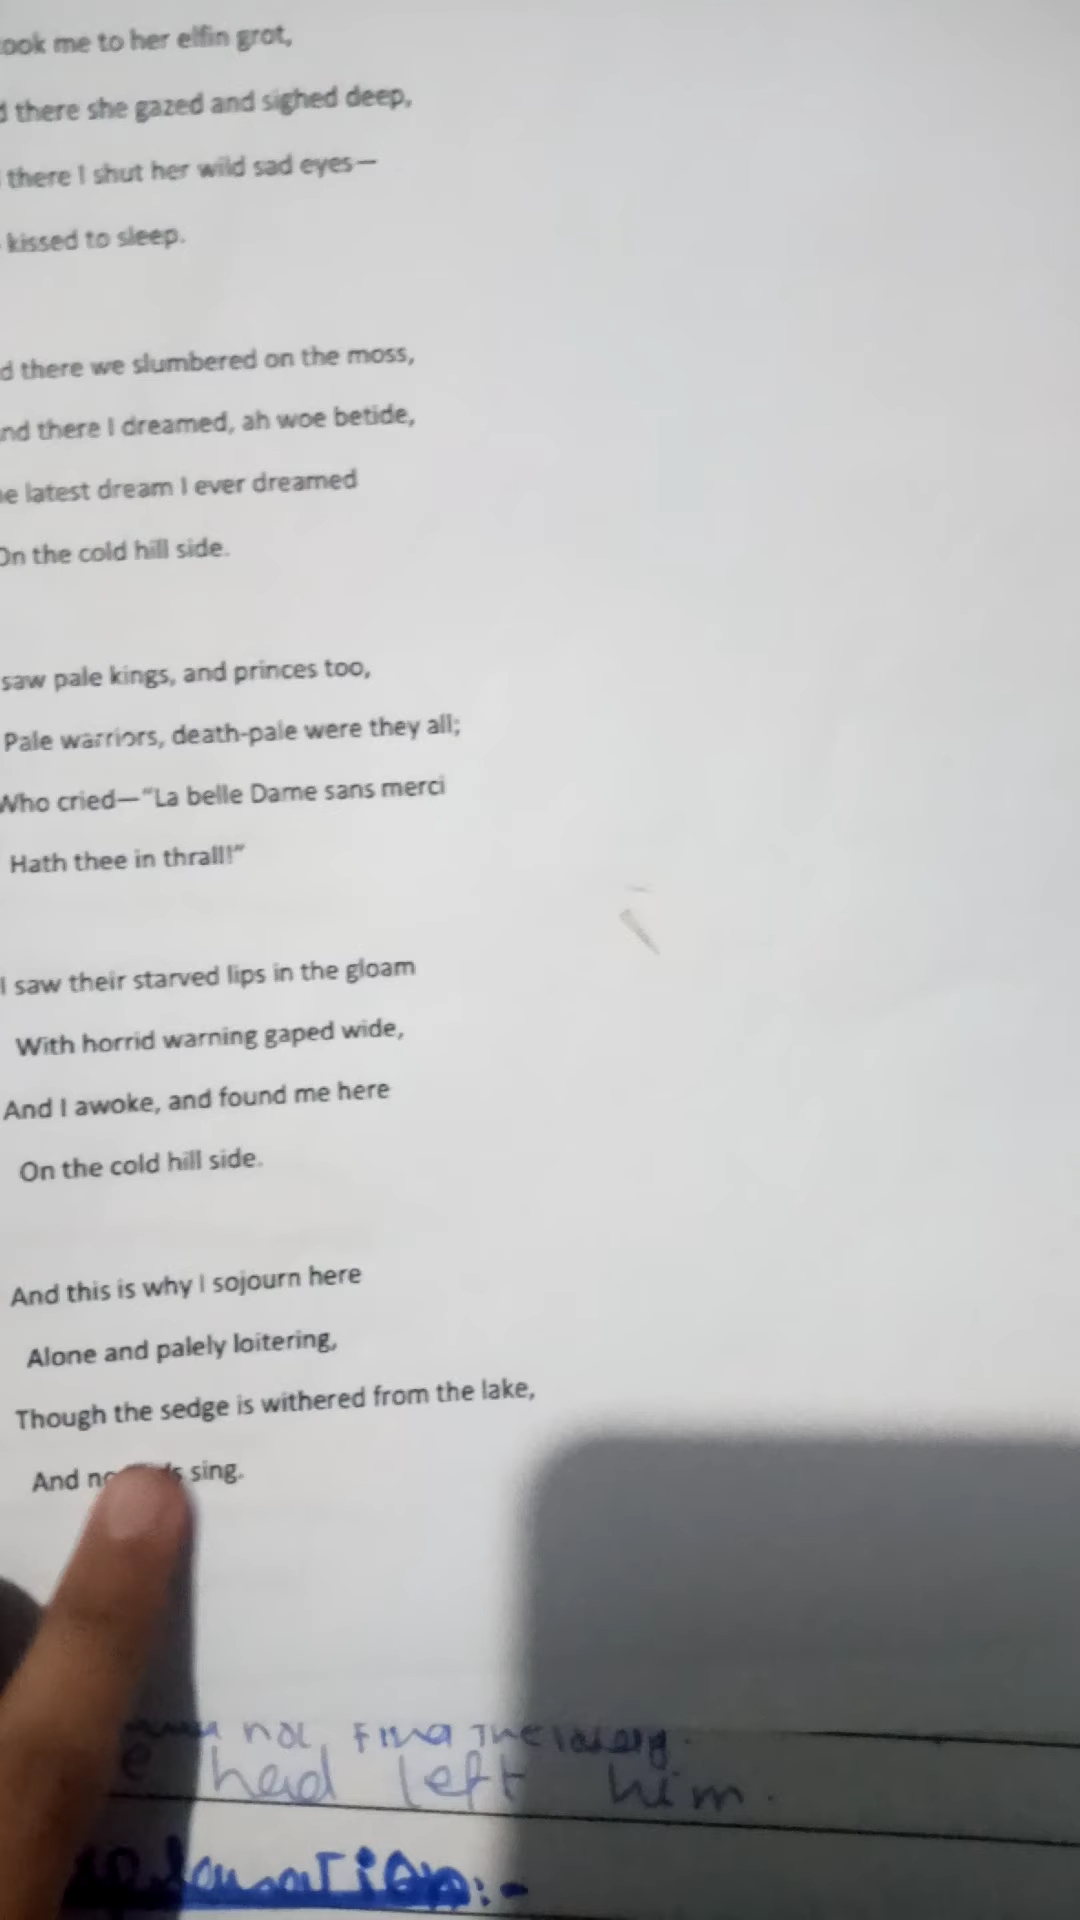 me to her elfin grot,
there she gazed and sighed deep,
there I shut her wild sad eyes—
kissed to sleep.
there we slumbered on the moss,
there I dreamed, ah woe betide,
latest dream I ever dreamed
On the cold hill side.
saw pale kings, and princes too,
Pale warriors, death-pale were they all;
Who cried—“La belle Dame sans merci
Hath thee in thrall!”
I saw their starved lips in the gloam
With horrid warning gaped wide,
And I awoke, and found me here
On the cold hill side.
And this is why I sojourn here
Alone and palely loitering,
Though the sedge is withered from the lake,
And sing.
not Find The
had left him.